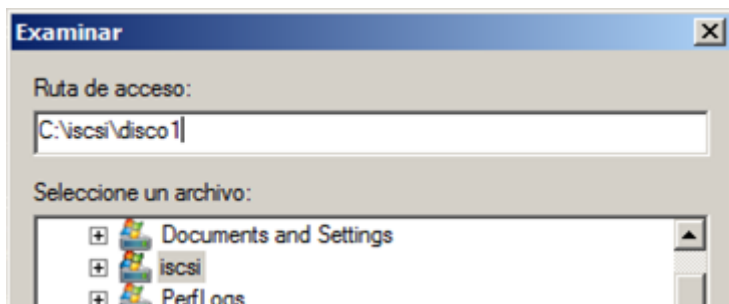 Examinar
Ruta de acceso:
C:\iscsi\disco1
Seleccione un archivo:
Documents and Settings
iscsi
PerfLogs